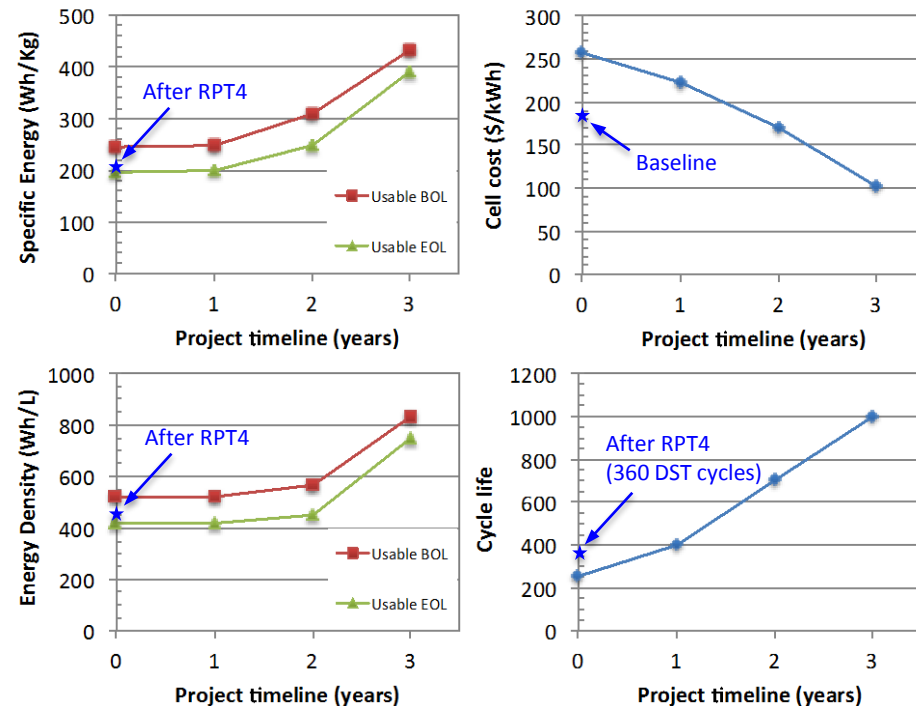 Specific Energy (Wh/Kg)
500
400
300
200
100
0
After RPT4
Usable BOL
Usable EOL
0 1 2 3
Project timeline (years)
Cell cost ($/kWh)
300
250
200
150
100
50
0
Baseline
0 1 2 3
Project timeline (years)
Energy Density (Wh/L)
1000
800
600
400
200
0
After RPT4
Usable BOL
Usable EOL
0 1 2 3
Project timeline (years)
Cycle life
1200
1000
800
600
400
200
0
After RPT4
(360 DST cycles)
0 1 2 3
Project timeline (years)